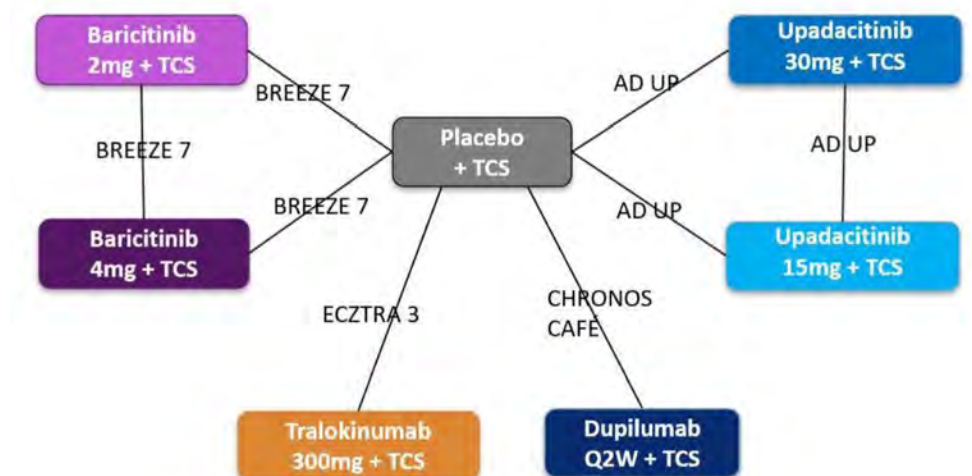 Baricitinib
2mg + TCS
Upadacitinib
30mg + TCS
BREEZE 7
AD UP
Placebo
+ TCS
BREEZE 7
AD UP
BREEZE 7
AD UP
Baricitinib
4mg + TCS
Upadacitinib
15mg + TCS
ECZTRA 3
CHRONOS
CAFÉ
Tralokinumab
300mg + TCS
Dupilumab
Q2W + TCS